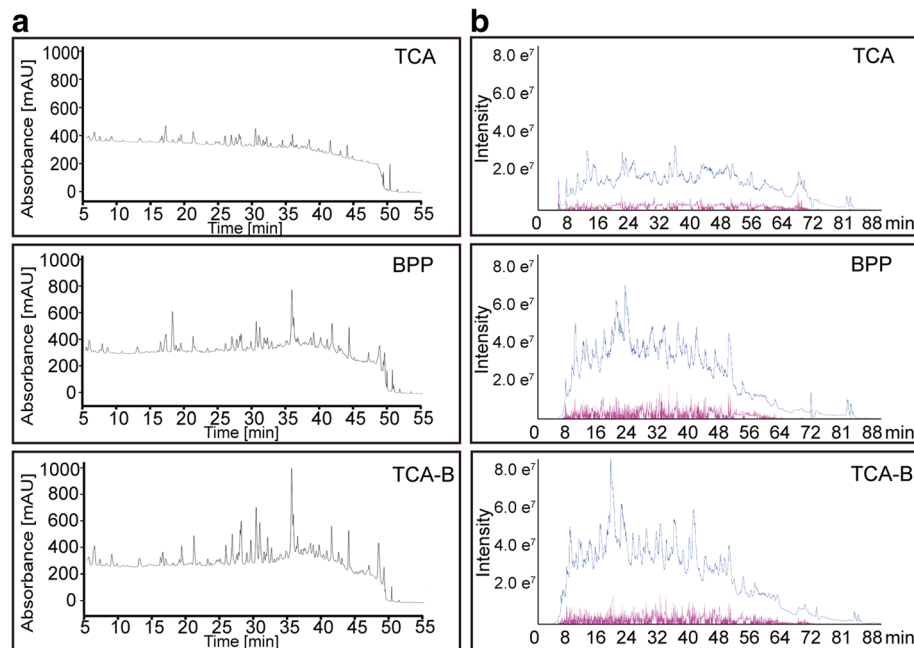 a
b
TCA
Absorbance [mAU]
1000
800
600
400
200
0
5 10 15 20 25 30 35 40 45 50 55
Time [min]
TCA
Intensity
8.0 e⁷
6.0 e⁷
4.0 e⁷
2.0 e⁷
0 8 16 24 32 40 48 56 64 72 81 88 min
BPP
Absorbance [mAU]
1000
800
600
400
200
0
5 10 15 20 25 30 35 40 45 50 55
Time [min]
BPP
Intensity
8.0 e⁷
6.0 e⁷
4.0 e⁷
2.0 e⁷
0 8 16 24 32 40 48 56 64 72 81 88 min
TCA-B
Absorbance [mAU]
1000
800
600
400
200
0
5 10 15 20 25 30 35 40 45 50 55
Time [min]
TCA-B
Intensity
8.0 e⁷
6.0 e⁷
4.0 e⁷
2.0 e⁷
0 8 16 24 32 40 48 56 64 72 81 88 min